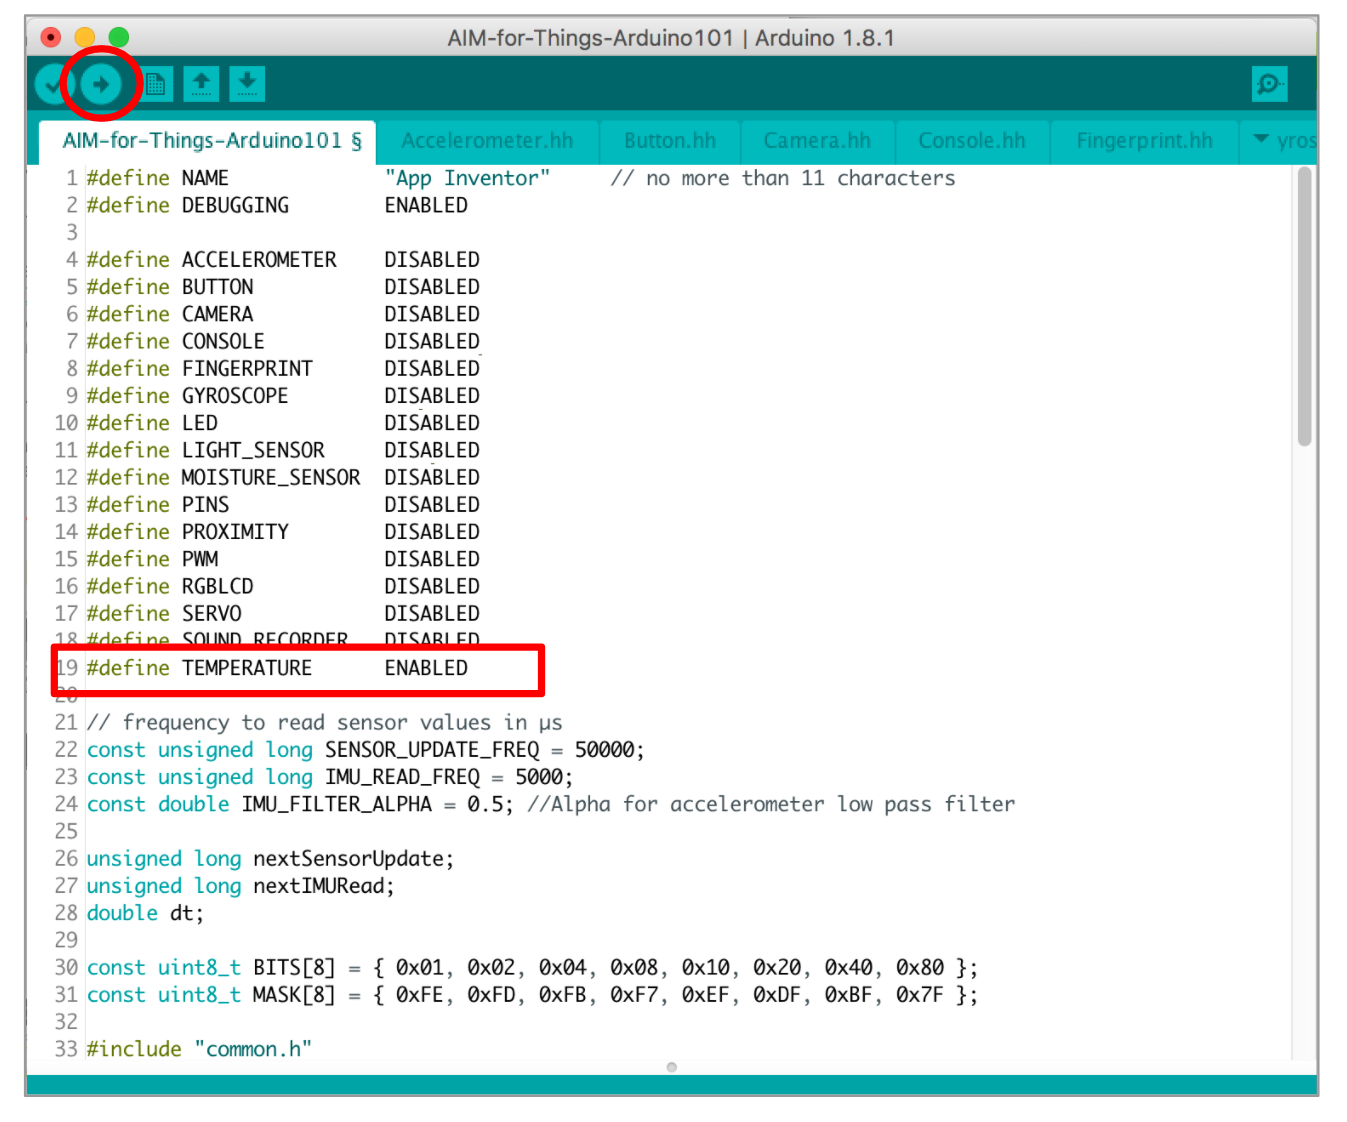 AIM-for-Things-Arduino101 | Arduino 1.8.1
AIM-for-Things-Arduino101 § Accelerometer.hh Button.hh Camera.hh Console.hh Fingerprint.hh yros
1 #define NAME "App Inventor" // no more than 11 characters
2 #define DEBUGGING ENABLED
3
4 #define ACCELEROMETER DISABLED
5 #define BUTTON DISABLED
6 #define CAMERA DISABLED
7 #define CONSOLE DISABLED
8 #define FINGERPRINT DISABLED
9 #define GYROSCOPE DISABLED
10 #define LED DISABLED
11 #define LIGHT_SENSOR DISABLED
12 #define MOISTURE_SENSOR DISABLED
13 #define PINS DISABLED
14 #define PROXIMITY DISABLED
15 #define PWM DISABLED
16 #define RGBLCD DISABLED
17 #define SERVO DISABLED
18 #define SOUND_RECORDER DISABLED
19 #define TEMPERATURE ENABLED
20
21 // frequency to read sensor values in µs
22 const unsigned long SENSOR_UPDATE_FREQ = 50000;
23 const unsigned long IMU_READ_FREQ = 5000;
24 const double IMU_FILTER_ALPHA = 0.5; //Alpha for accelerometer low pass filter
25
26 unsigned long nextSensorUpdate;
27 unsigned long nextIMURead;
28 double dt;
29
30 const uint8_t BITS[8] = { 0x01, 0x02, 0x04, 0x08, 0x10, 0x20, 0x40, 0x80 };
31 const uint8_t MASK[8] = { 0xFE, 0xFD, 0xFB, 0xF7, 0xEF, 0xDF, 0xBF, 0x7F };
32
33 #include "common.h"